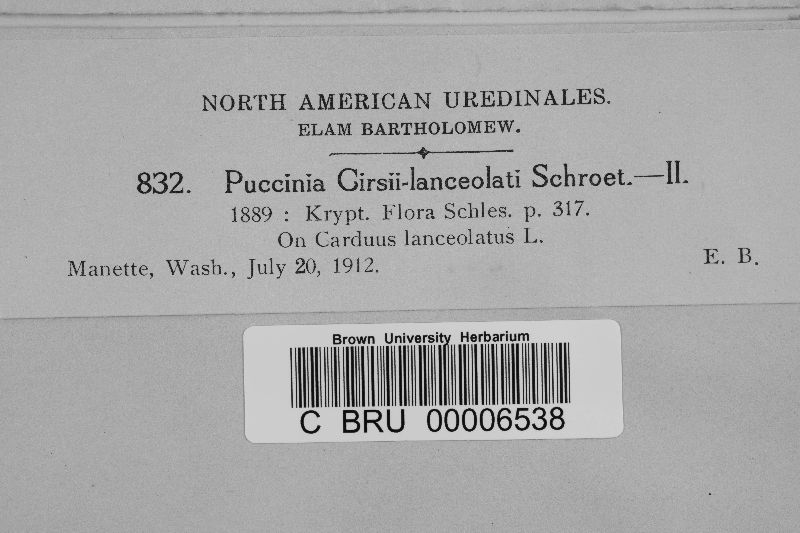 NORTH AMERICAN UREDINALES.
ELAM BARTHOLOMEW.
832. Puccinia Cirsii-lanceolati Schroet.—II.
1889 : Krypt. Flora Schles. p. 317.
On Carduus lanceolatus L.
Manette, Wash., July 20, 1912. E. B.
Brown University Herbarium
C BRU 00006538